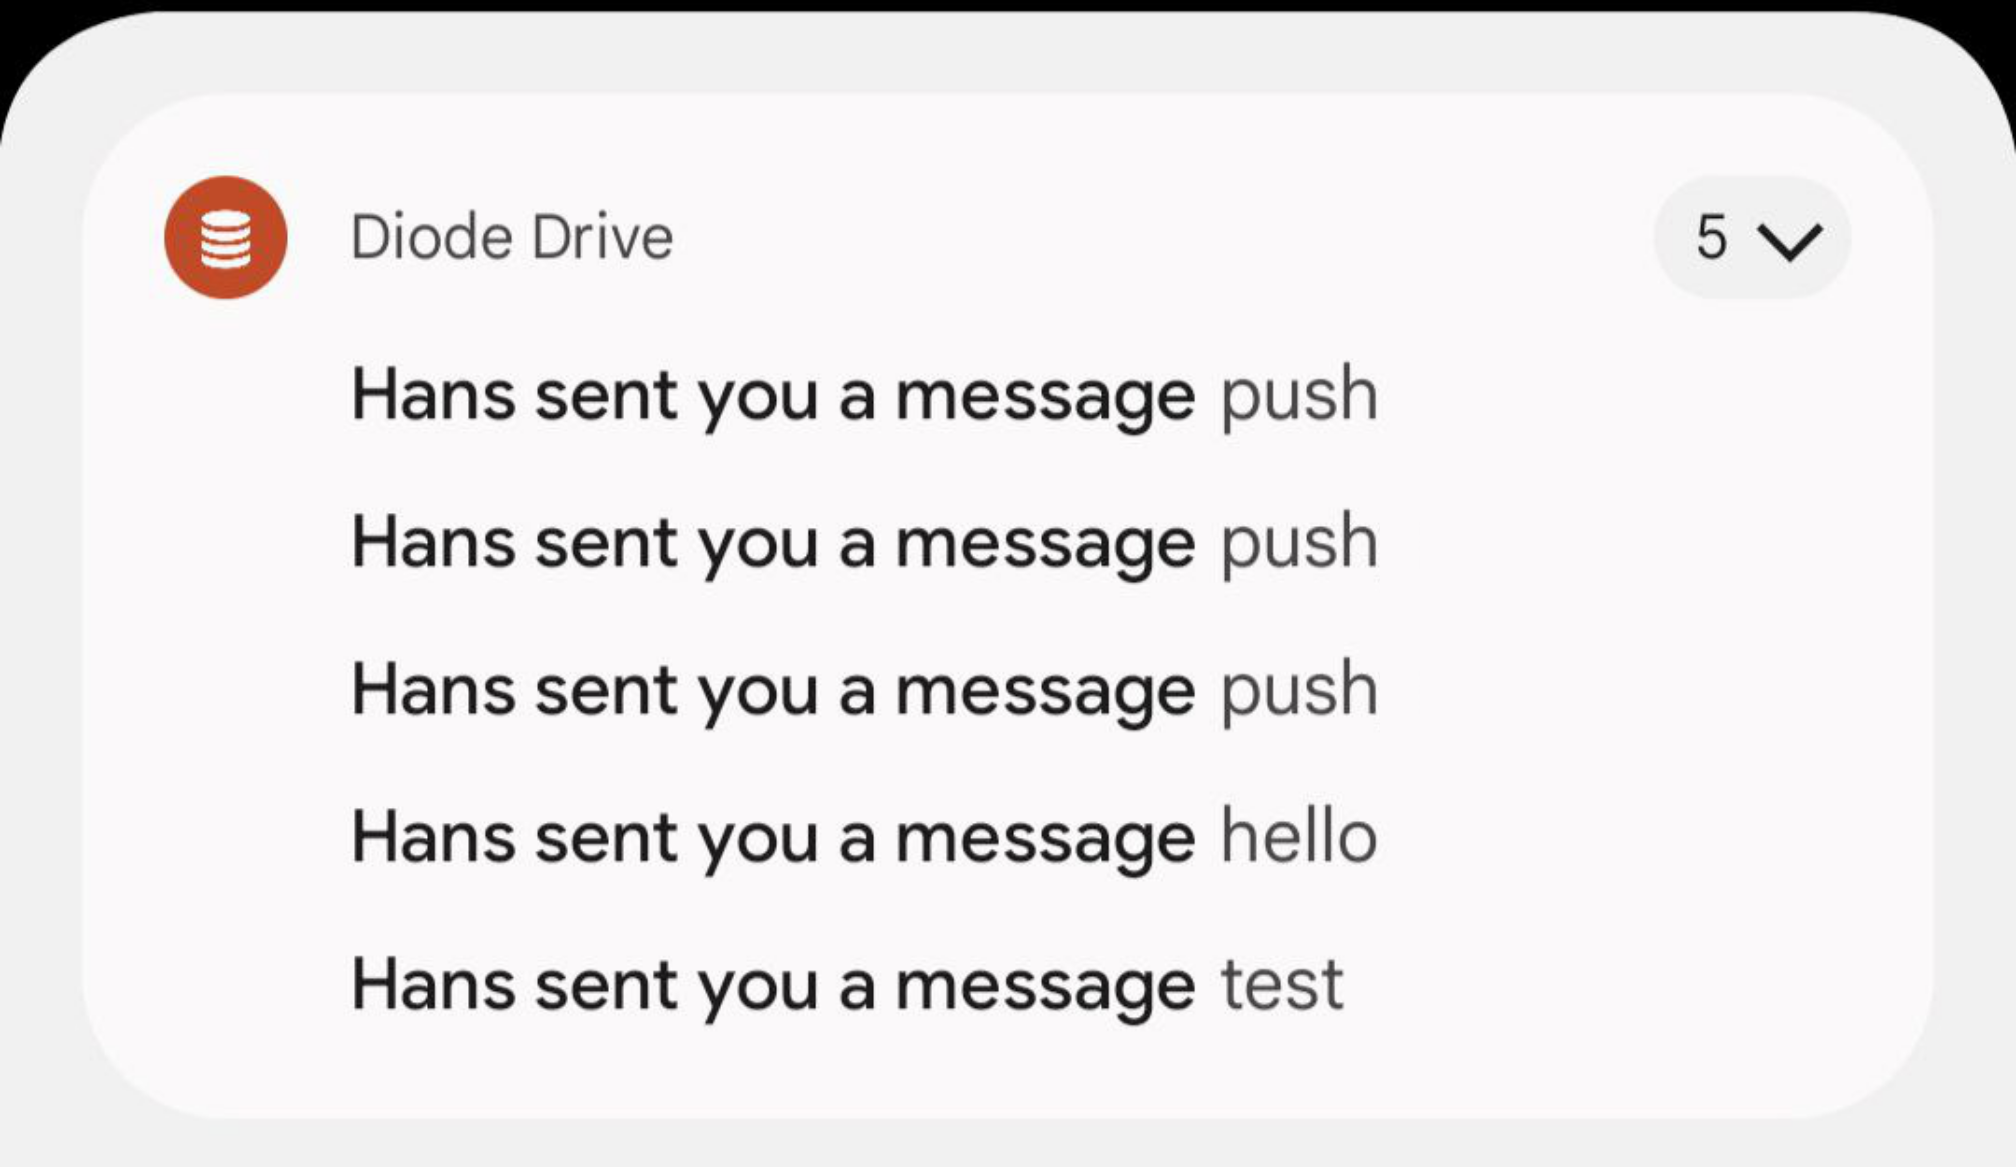 Diode Drive
5
Hans sent you a message push
Hans sent you a message push
Hans sent you a message push
Hans sent you a message hello
Hans sent you a message test